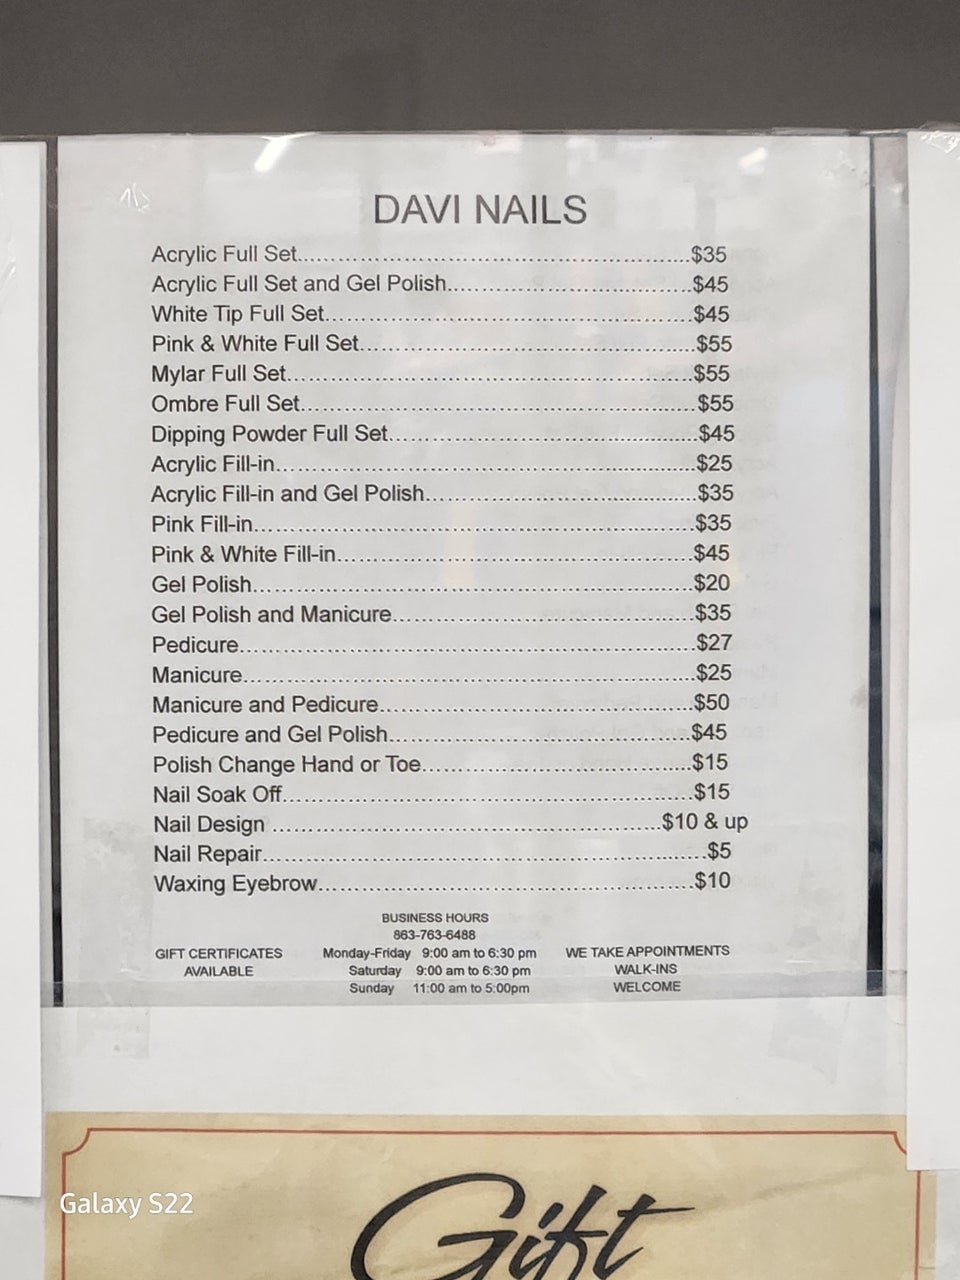 DAVI NAILS
Acrylic Full Set..............................................................$35
Acrylic Full Set and Gel Polish.......................................$45
White Tip Full Set..........................................................$45
Pink & White Full Set.....................................................$55
Mylar Full Set................................................................$55
Ombre Full Set..............................................................$55
Dipping Powder Full Set................................................$45
Acrylic Fill-in..................................................................$25
Acrylic Fill-in and Gel Polish..........................................$35
Pink Fill-in......................................................................$35
Pink & White Fill-in.........................................................$45
Gel Polish......................................................................$20
Gel Polish and Manicure................................................$35
Pedicure........................................................................$27
Manicure........................................................................$25
Manicure and Pedicure..................................................$50
Pedicure and Gel Polish................................................$45
Polish Change Hand or Toe...........................................$15
Nail Soak Off.................................................................$15
Nail Design .............................................................$10 & up
Nail Repair.......................................................................$5
Waxing Eyebrow............................................................$10
BUSINESS HOURS
863-763-6488
GIFT CERTIFICATES Monday-Friday 9:00 am to 6:30 pm WE TAKE APPOINTMENTS
AVAILABLE Saturday 9:00 am to 6:30 pm WALK-INS
Sunday 11:00 am to 5:00pm WELCOME
Gift
Galaxy S22